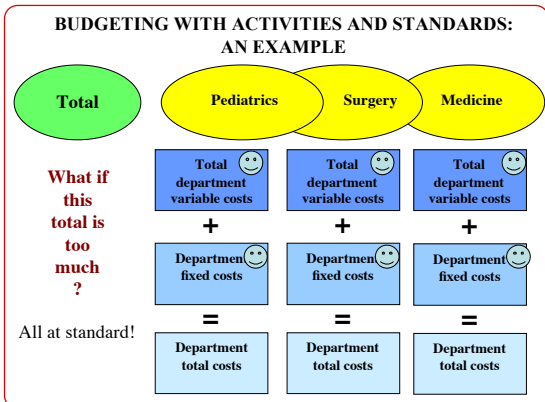 BUDGETING WITH ACTIVITIES AND STANDARDS:
AN EXAMPLE
Total
Pediatrics
Surgery
Medicine
What if
this
total is
too
much
?
All at standard!
Total
department
variable costs
Total
department
variable costs
Total
department
variable costs
+
+
+
Department
fixed costs
Department
fixed costs
Department
fixed costs
=
=
=
Department
total costs
Department
total costs
Department
total costs